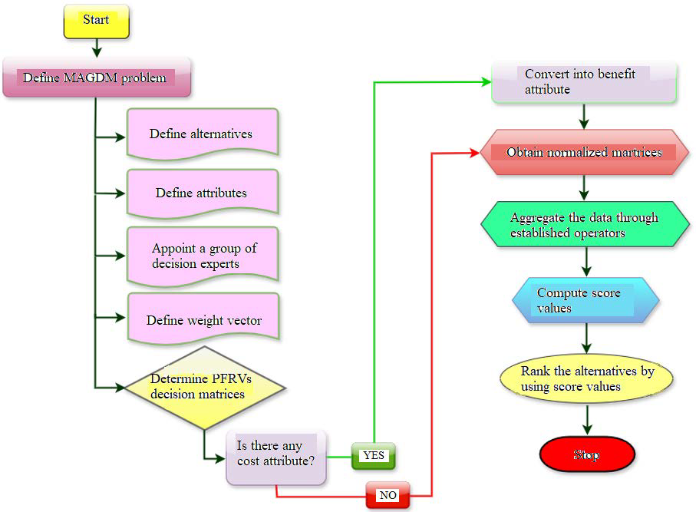 Start
Define MAGDM problem
Define alternatives
Define attributes
Appoint a group of
decision experts
Define weight vector
Determine PFRVs
decision matrices
Is there any
cost attribute?
YES
NO
Convert into benefit
attribute
Obtain normalized martrices
Aggregate the data through
established operators
Compute score
values
Rank the alternatives by
using score values
Stop